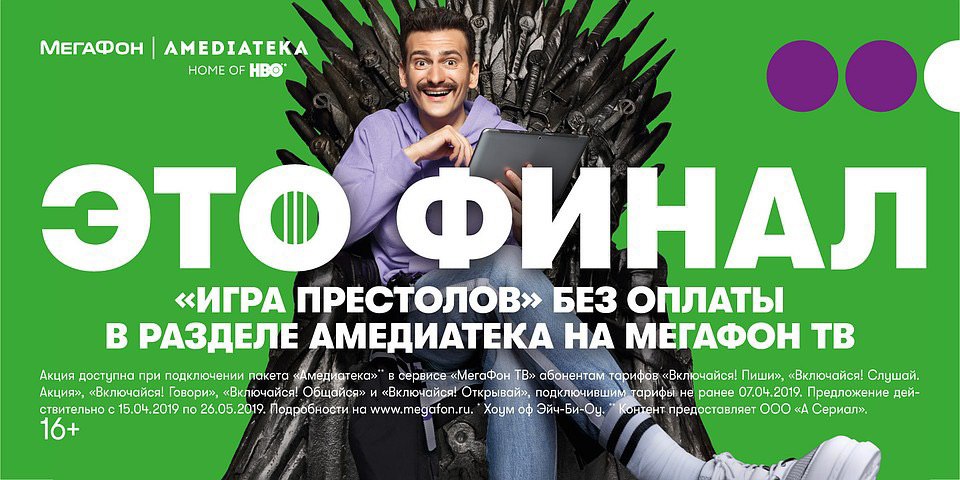 МЕГАФОН | AMEDIATEKA
HOME OF HBO**
ЭТО ФИНАЛ
«ИГРА ПРЕСТОЛОВ» БЕЗ ОПЛАТЫ
В РАЗДЕЛЕ АМЕДИАТЕКА НА МЕГАФОН ТВ
Акция доступна при подключении пакета «Амедиатека»** в сервисе «МегаФон ТВ» абонентам тарифов «Включайся! Пиши», «Включайся! Слушай.
Акция», «Включайся! Говори», «Включайся! Общайся» и «Включайся! Открывай», подключившим тарифы не ранее 07.04.2019. Предложение дей-
ствительно с 15.04.2019 по 26.05.2019. Подробности на www.megafon.ru. * Хоум оф Эйч-Би-Оу. ** Контент предоставляет ООО «А Сериал».
16+